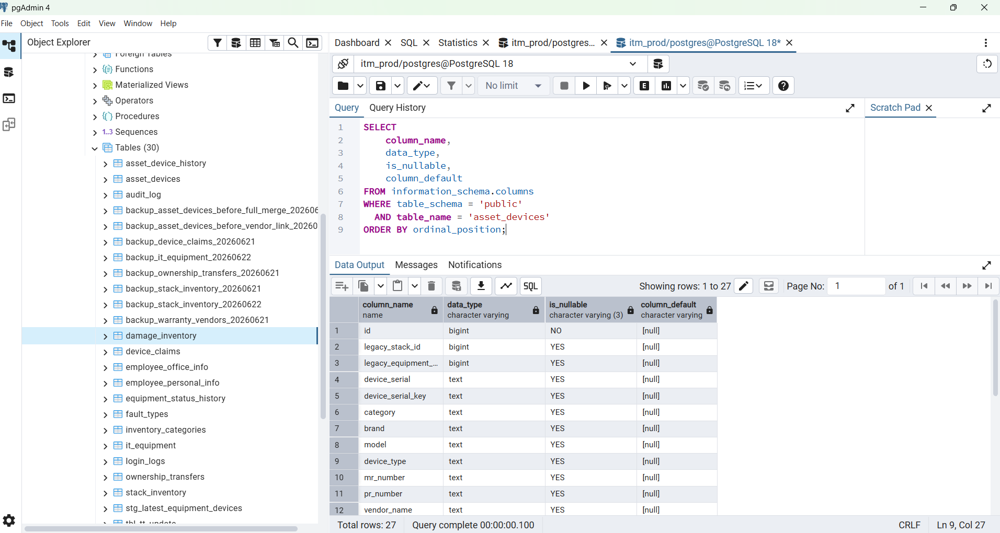 pgAdmin 4
File Object Tools Edit View Window Help
Object Explorer
Foreign Tables
Functions
Materialized Views
Operators
Procedures
1..3 Sequences
Tables (30)
asset_device_history
asset_devices
audit_log
backup_asset_devices_before_full_merge_202606
backup_asset_devices_before_vendor_link_20260
backup_device_claims_20260621
backup_it_equipment_20260622
backup_ownership_transfers_20260621
backup_stack_inventory_20260621
backup_stack_inventory_20260622
backup_warranty_vendors_20260621
damage_inventory
device_claims
employee_office_info
employee_personal_info
equipment_status_history
fault_types
inventory_categories
it_equipment
login_logs
ownership_transfers
stack_inventory
stg_latest_equipment_devices
tbl_tt_update
Dashboard SQL Statistics itm_prod/postgres... itm_prod/postgres@PostgreSQL 18*
itm_prod/postgres@PostgreSQL 18
No limit E
Query Query History Scratch Pad
1 SELECT
2 column_name,
3 data_type,
4 is_nullable,
5 column_default
6 FROM information_schema.columns
7 WHERE table_schema = 'public'
8 AND table_name = 'asset_devices'
9 ORDER BY ordinal_position;
Data Output Messages Notifications
SQL Showing rows: 1 to 27 Page No: 1 of 1
column_name data_type is_nullable column_default
name character varying character varying (3) character varying
1 id bigint NO [null]
2 legacy_stack_id bigint YES [null]
3 legacy_equipment_... bigint YES [null]
4 device_serial text YES [null]
5 device_serial_key text YES [null]
6 category text YES [null]
7 brand text YES [null]
8 model text YES [null]
9 device_type text YES [null]
10 mr_number text YES [null]
11 pr_number text YES [null]
12 vendor_name text YES [null]
Total rows: 27 Query complete 00:00:00.100 CRLF Ln 9, Col 27